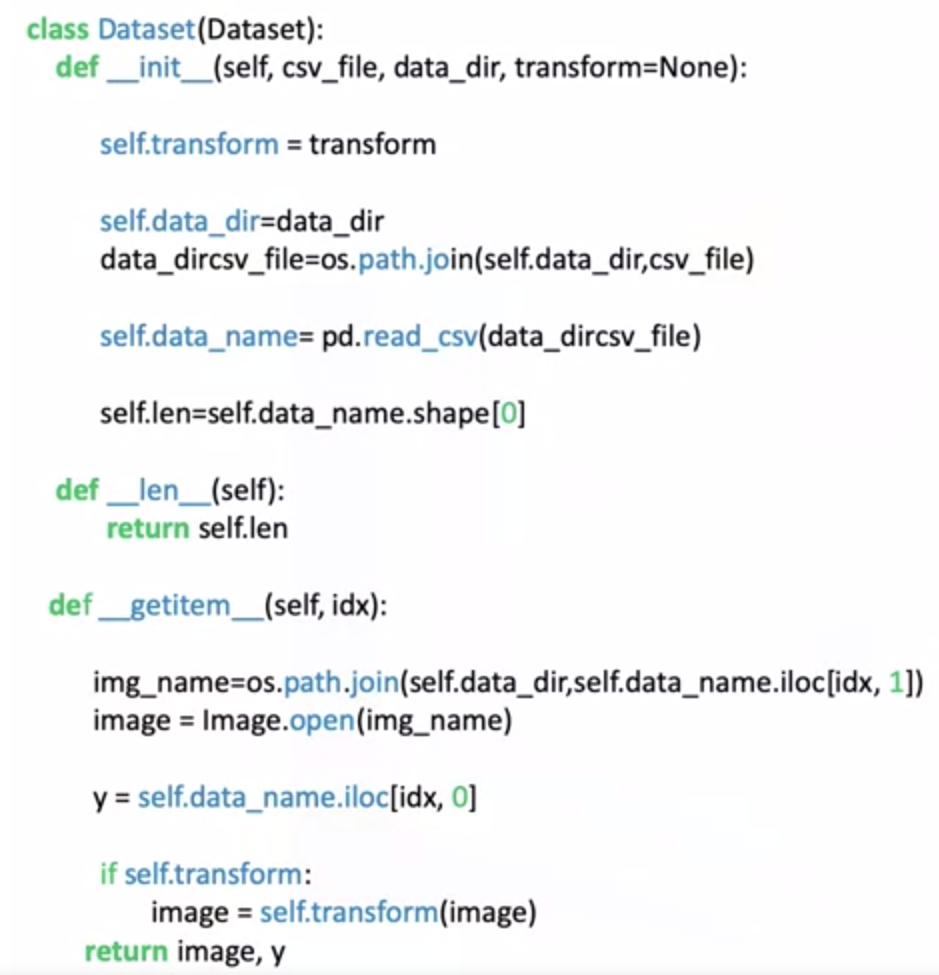 class Dataset(Dataset):
def __init__(self, csv_file, data_dir, transform=None):
self.transform = transform
self.data_dir=data_dir
data_dircsv_file=os.path.join(self.data_dir,csv_file)
self.data_name= pd.read_csv(data_dircsv_file)
self.len=self.data_name.shape[0]
def __len__(self):
return self.len
def __getitem__(self, idx):
img_name=os.path.join(self.data_dir,self.data_name.iloc[idx, 1])
image = Image.open(img_name)
y = self.data_name.iloc[idx, 0]
if self.transform:
image = self.transform(image)
return image, y